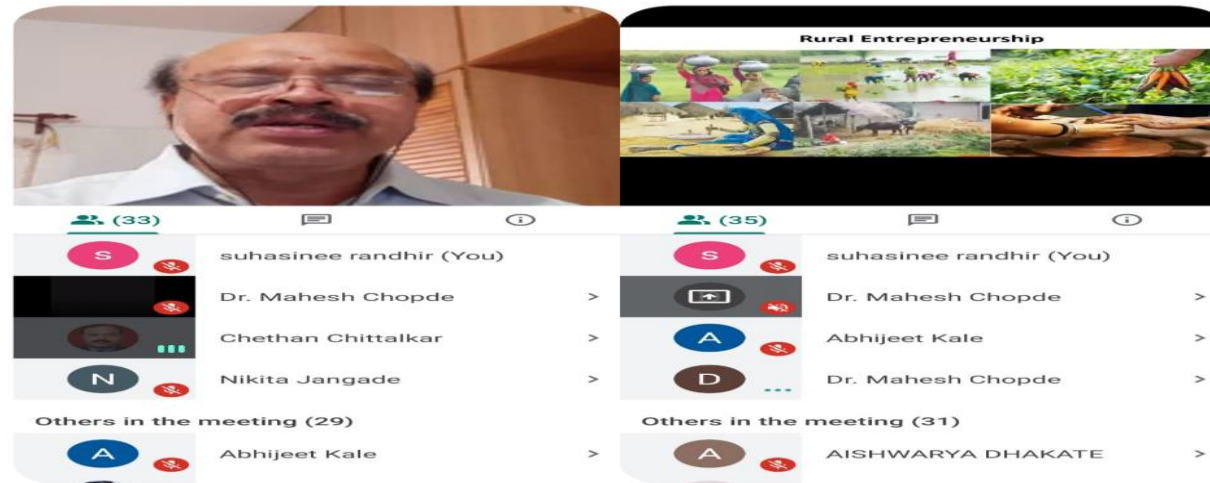 (33)
S suhasinee randhir (You)
Dr. Mahesh Chopde
Chethan Chittalkar
N Nikita Jangade
Others in the meeting (29)
A Abhijeet Kale
Rural Entrepreneurship
(35)
S suhasinee randhir (You)
Dr. Mahesh Chopde
A Abhijeet Kale
D Dr. Mahesh Chopde
Others in the meeting (31)
A AISHWARYA DHAKATE